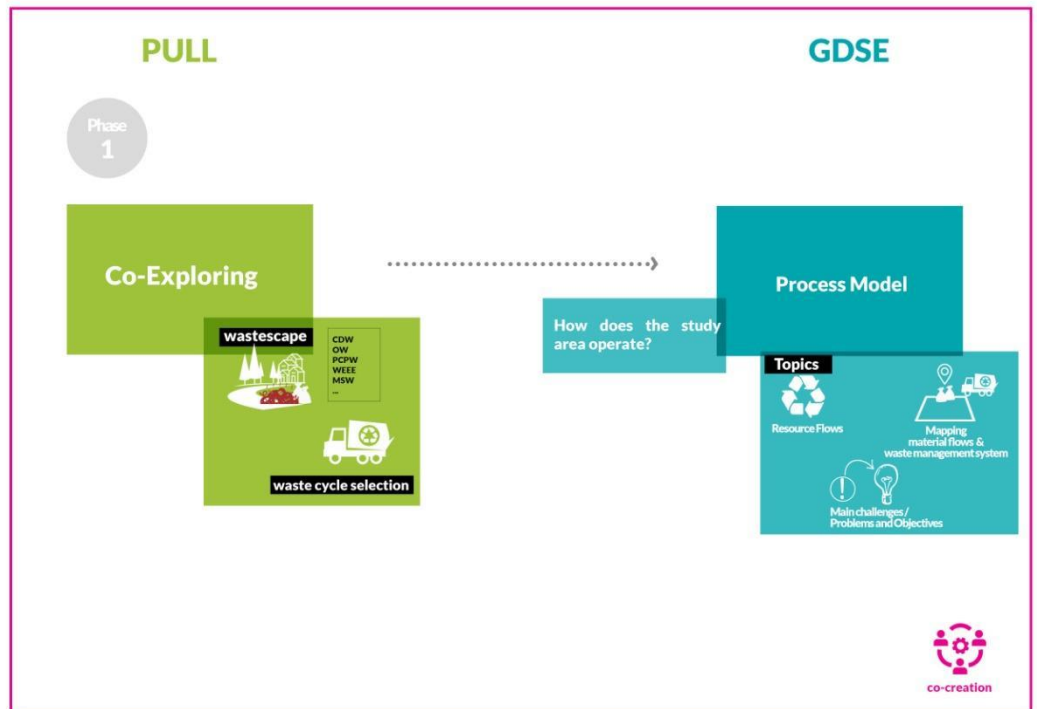 PULL
GDSE
Phase
1
Co-Exploring
Process Model
How does the study
area operate?
wastescape
CDW
OW
PCPW
WEEE
MSW
...
waste cycle selection
Topics
Resource Flows
Mapping
material flows &
waste management system
Main challenges /
Problems and Objectives
co-creation